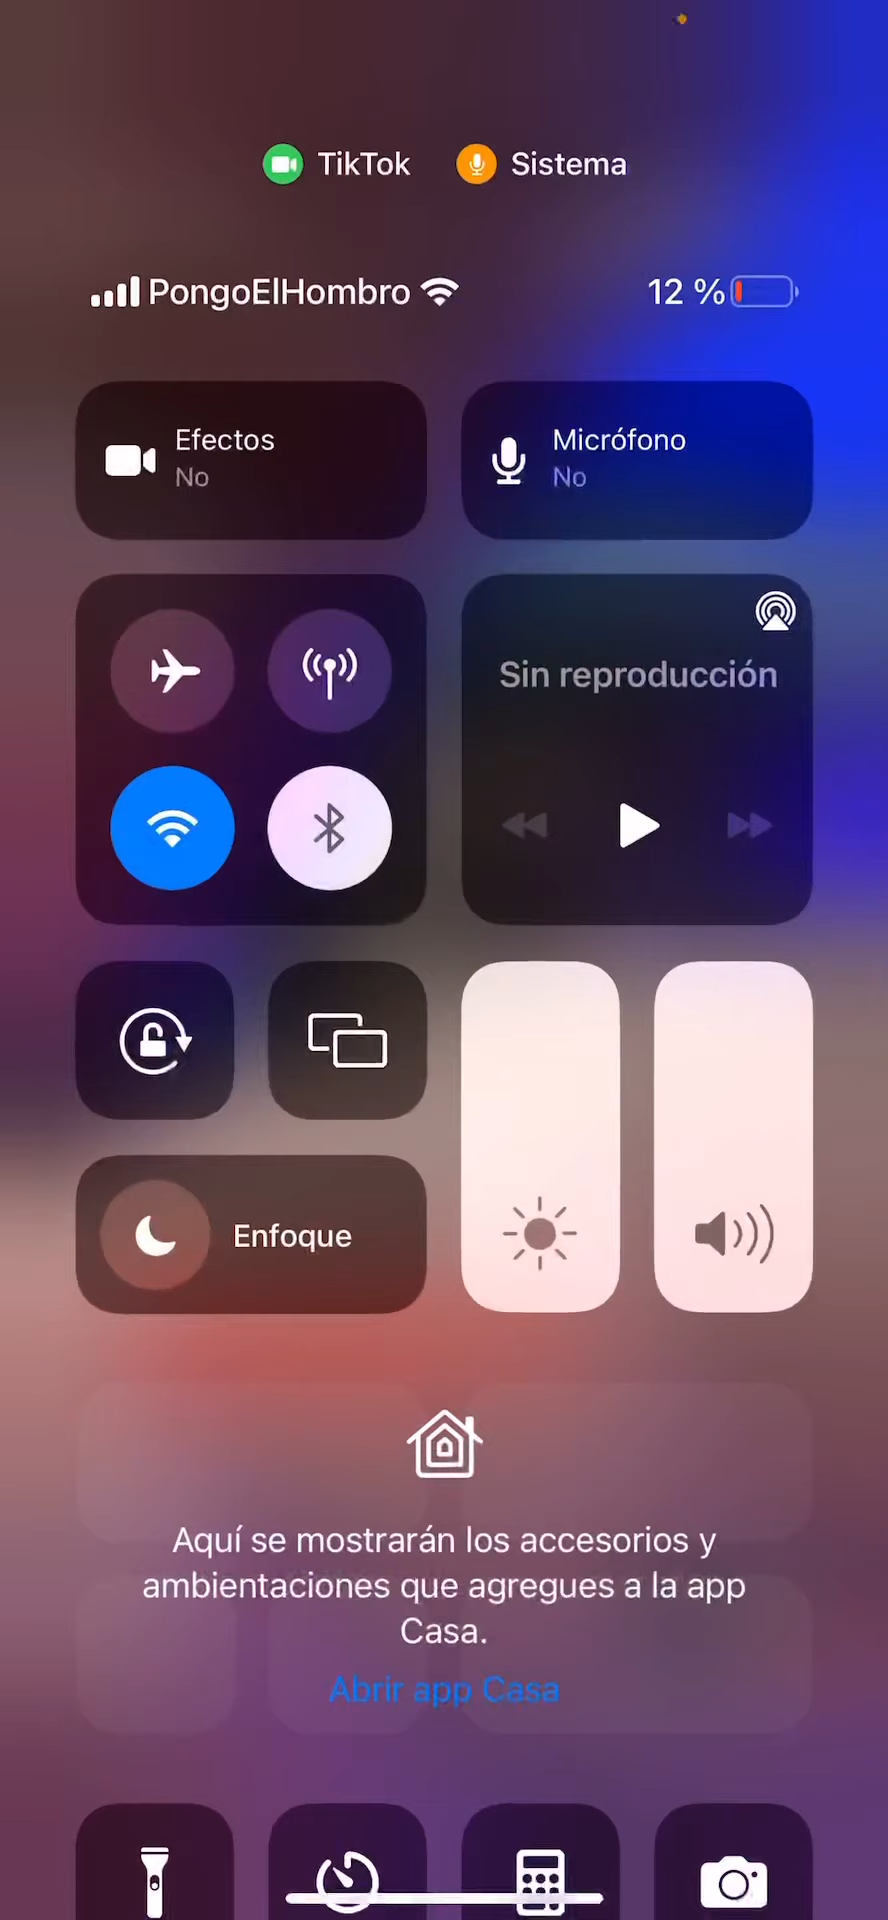 TikTok Sistema
PongoElHombro 12 %
Efectos
No
Micrófono
No
Sin reproducción
Enfoque
Aquí se mostrarán los accesorios y
ambientaciones que agregues a la app
Casa.
Abrir app Casa